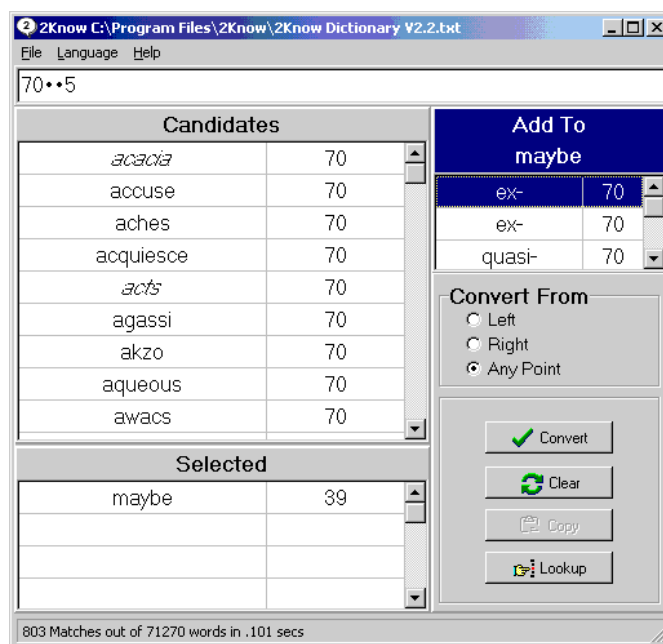 2Know C:\Program Files\2Know\2Know Dictionary V2.2.txt
File Language Help
70••5
Candidates
acacia 70
accuse 70
aches 70
acquiesce 70
acts 70
agassi 70
akzo 70
aqueous 70
awacs 70
Add To
maybe
ex- 70
ex- 70
quasi- 70
Convert From
Left
Right
Any Point
Selected
maybe 39
Convert
Clear
Copy
Lookup
803 Matches out of 71270 words in .101 secs